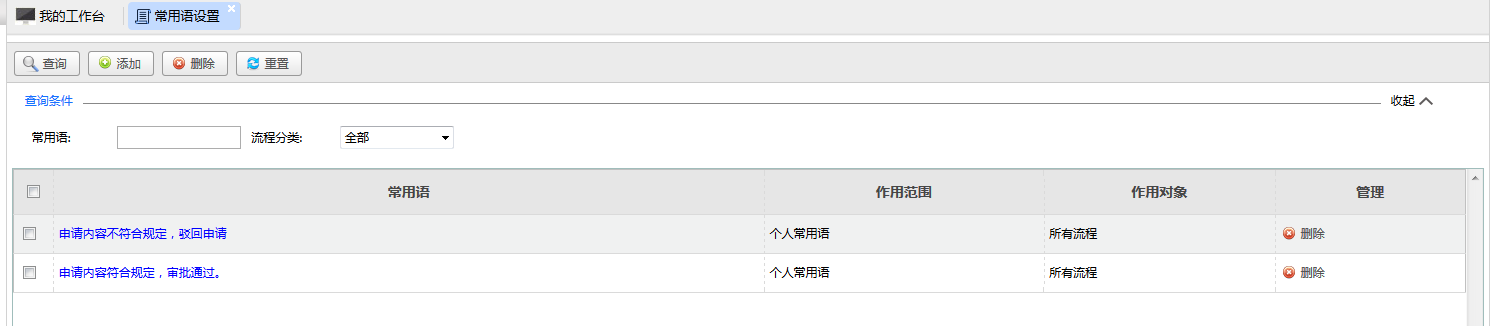 我的工作台 常用语设置
查询 添加 删除 重置
查询条件 收起
常用语: 流程分类: 全部
常用语 作用范围 作用对象 管理
申请内容不符合规定，驳回申请 个人常用语 所有流程 删除
申请内容符合规定，审批通过。 个人常用语 所有流程 删除